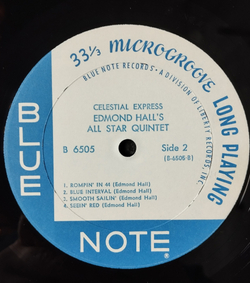 33⅓ MICROGROOVE LONG PLAYING
BLUE NOTE RECORDS • A DIVISION OF LIBERTY RECORDS, INC.
CELESTIAL EXPRESS
EDMOND HALL'S
ALL STAR QUINTET
B 6505 Side 2
(B-6505-B)
1. ROMPIN' IN 44 (Edmond Hall)
2. BLUE INTERVAL (Edmond Hall)
3. SMOOTH SAILIN' (Edmond Hall)
4. SEEIN' RED (Edmond Hall)
BLUE
NOTE
®